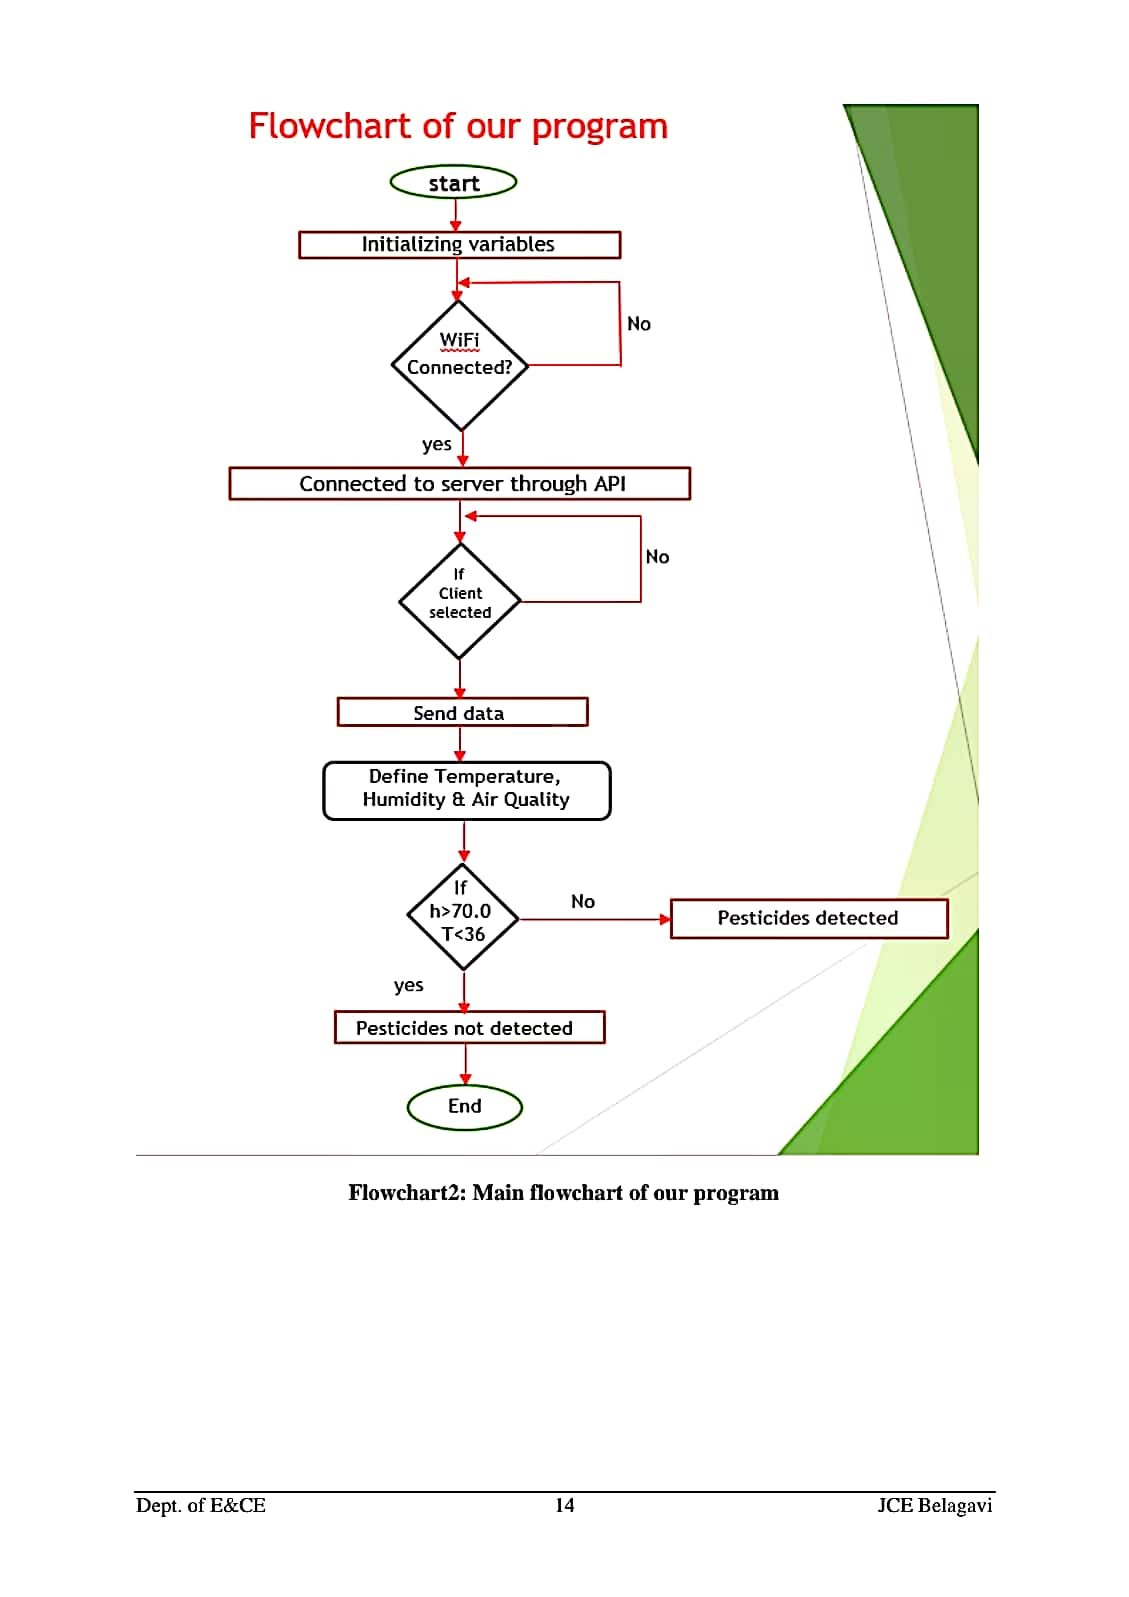 Flowchart of our program
start
Initializing variables
No
WiFi
Connected?
yes
Connected to server through API
No
If
Client
selected
Send data
Define Temperature,
Humidity & Air Quality
If
h>70.0
T<36
No
Pesticides detected
yes
Pesticides not detected
End
Flowchart2: Main flowchart of our program
Dept. of E&CE 14 JCE Belagavi